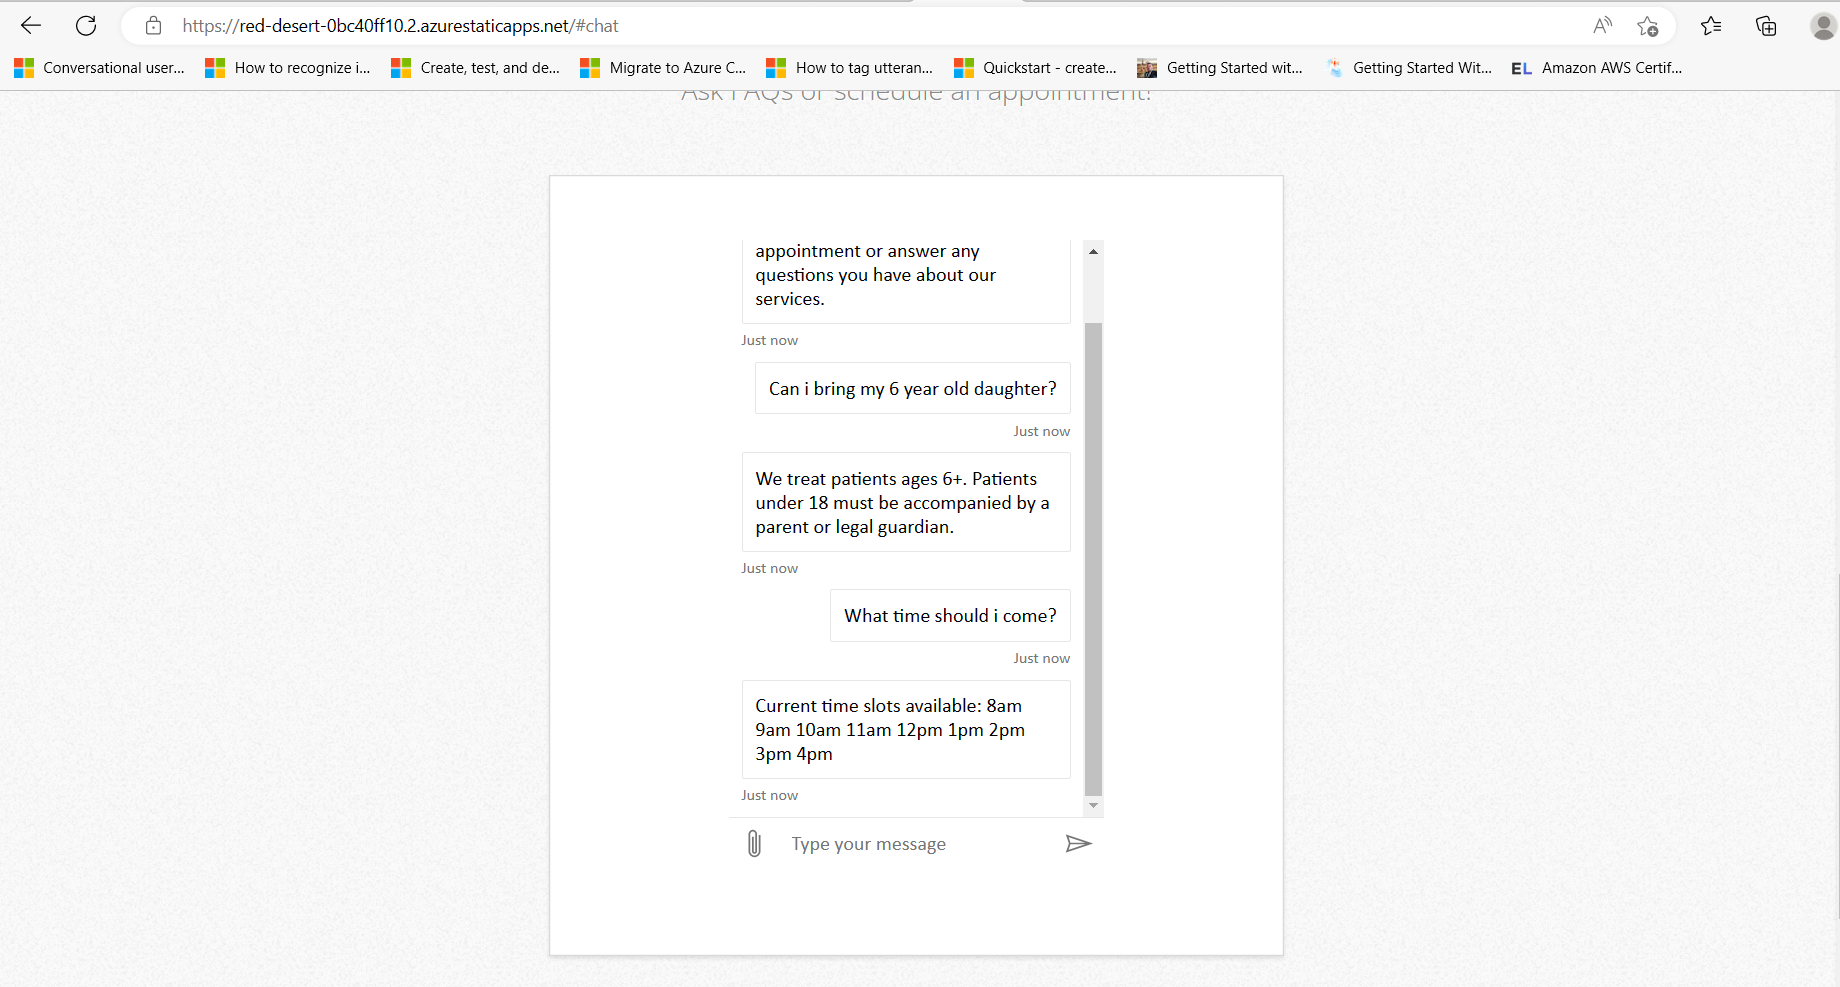 https://red-desert-0bc40ff10.2.azurestaticapps.net/#chat
Conversational user... How to recognize i... Create, test, and de... Migrate to Azure C... How to tag utteran... Quickstart - create... Getting Started wit... Getting Started With... EL Amazon AWS Certif...
Ask FAQs or schedule an appointment!
appointment or answer any
questions you have about our
services.
Just now
Can i bring my 6 year old daughter?
Just now
We treat patients ages 6+. Patients
under 18 must be accompanied by a
parent or legal guardian.
Just now
What time should i come?
Just now
Current time slots available: 8am
9am 10am 11am 12pm 1pm 2pm
3pm 4pm
Just now
Type your message